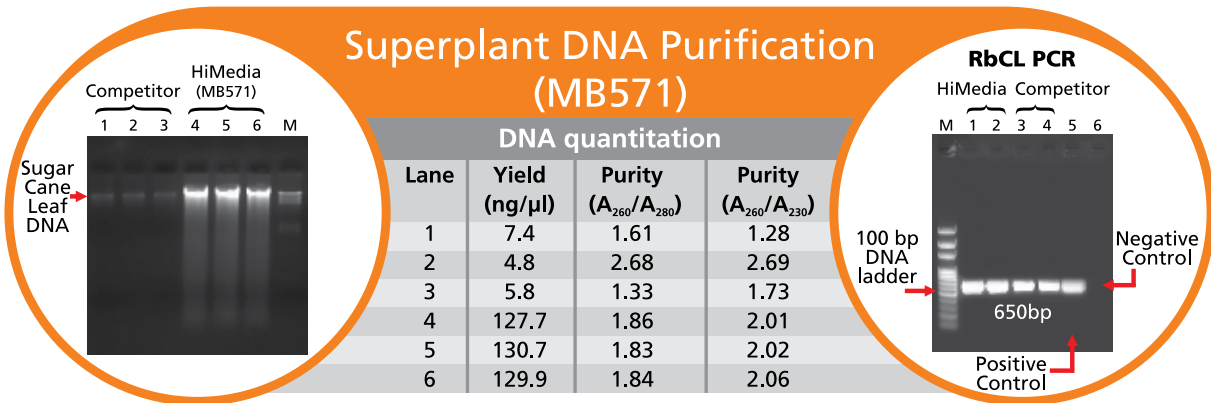 Superplant DNA Purification
(MB571)
Competitor
HiMedia
(MB571)
1 2 3 4 5 6 M
Sugar
Cane
Leaf
DNA
DNA quantitation
Lane Yield (ng/µl) Purity (A260/A280) Purity (A260/A230)
1 7.4 1.61 1.28
2 4.8 2.68 2.69
3 5.8 1.33 1.73
4 127.7 1.86 2.01
5 130.7 1.83 2.02
6 129.9 1.84 2.06
RbCL PCR
HiMedia Competitor
M 1 2 3 4 5 6
100 bp
DNA
ladder
650bp
Negative
Control
Positive
Control